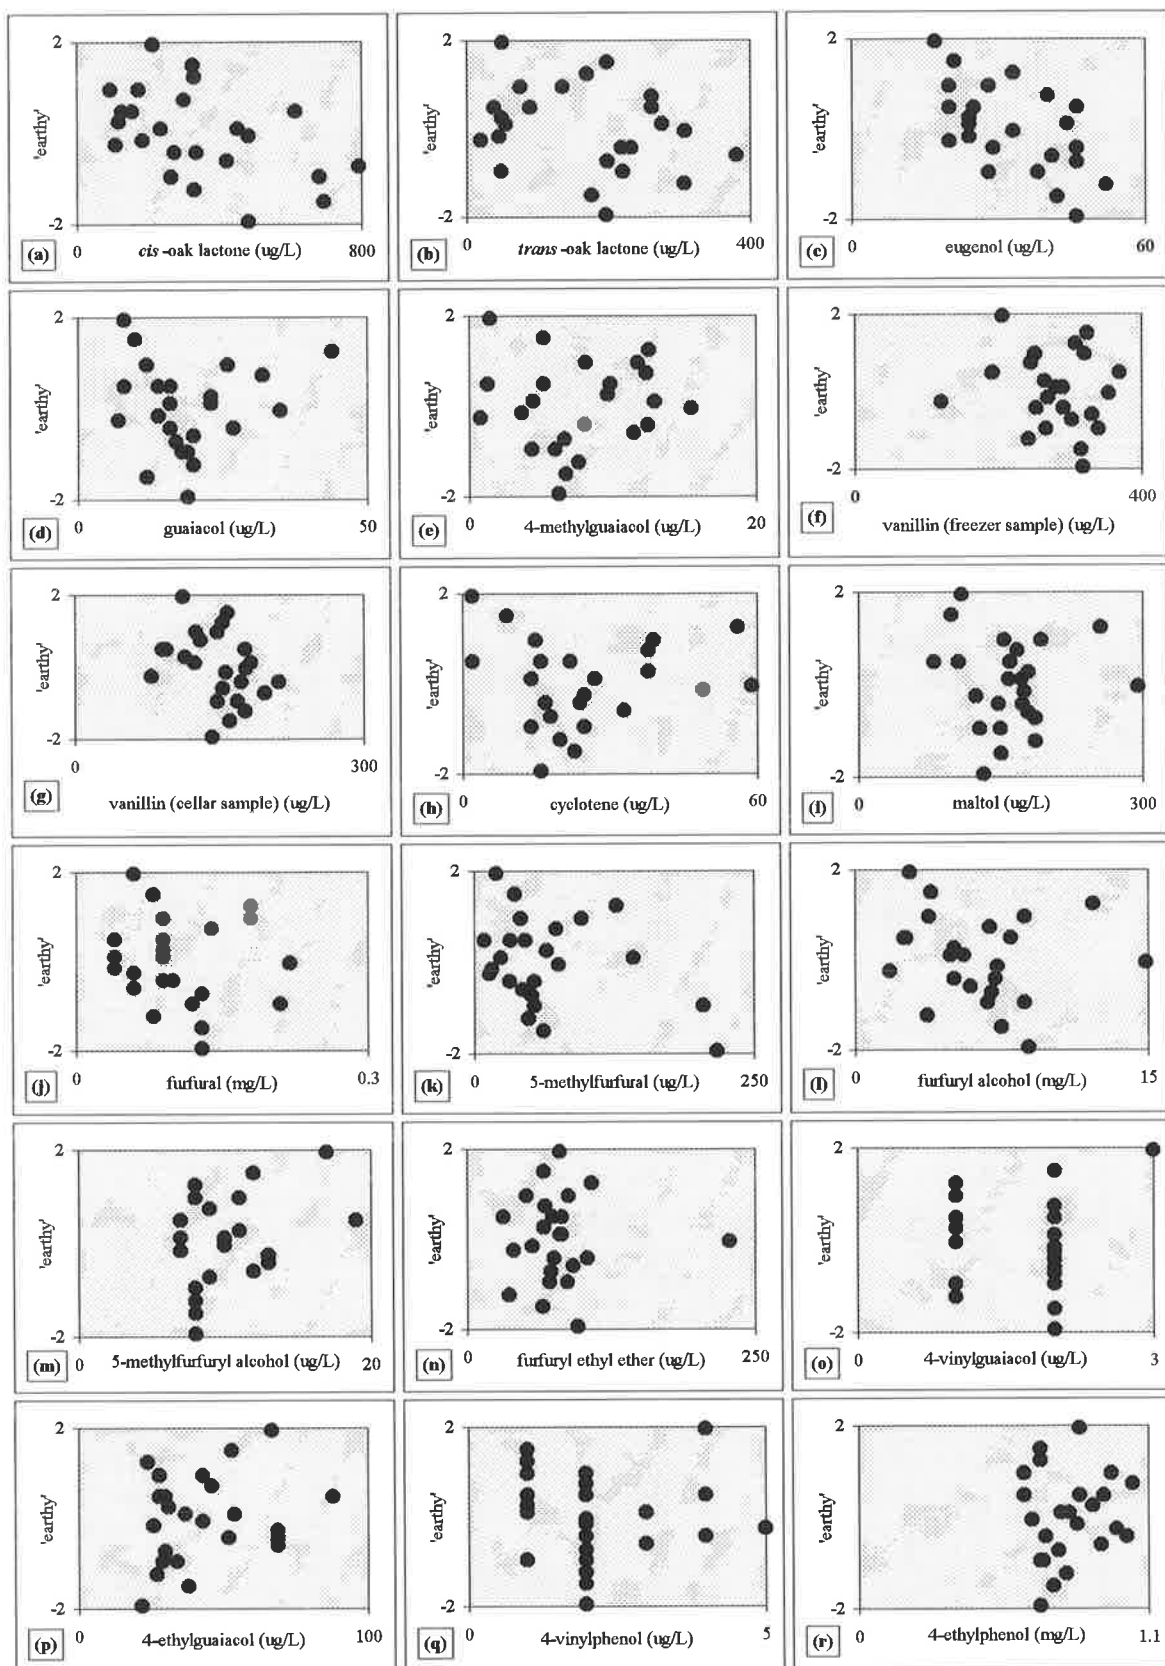 2 2 2
'earthy' 'earthy' 'earthy'
-2 -2 -2
0 800 0 400 0 60
(a) cis -oak lactone (ug/L) (b) trans -oak lactone (ug/L) (c) eugenol (ug/L)
2 2 2
'earthy' 'earthy' 'earthy'
-2 -2 -2
0 50 0 20 0 400
(d) guaiacol (ug/L) (e) 4-methylguaiacol (ug/L) (f) vanillin (freezer sample) (ug/L)
2 2 2
'earthy' 'earthy' 'earthy'
-2 -2 -2
0 300 0 60 0 300
(g) vanillin (cellar sample) (ug/L) (h) cyclotene (ug/L) (i) maltol (ug/L)
2 2 2
'earthy' 'earthy' 'earthy'
-2 -2 -2
0 0.3 0 250 0 15
(j) furfural (mg/L) (k) 5-methylfurfural (ug/L) (l) furfuryl alcohol (mg/L)
2 2 2
'earthy' 'earthy' 'earthy'
-2 -2 -2
0 20 0 250 0 3
(m) 5-methylfurfuryl alcohol (ug/L) (n) furfuryl ethyl ether (ug/L) (o) 4-vinylguaiacol (ug/L)
2 2 2
'earthy' 'earthy' 'earthy'
-2 -2 -2
0 100 0 5 0 1.1
(p) 4-ethylguaiacol (ug/L) (q) 4-vinylphenol (ug/L) (r) 4-ethylphenol (mg/L)